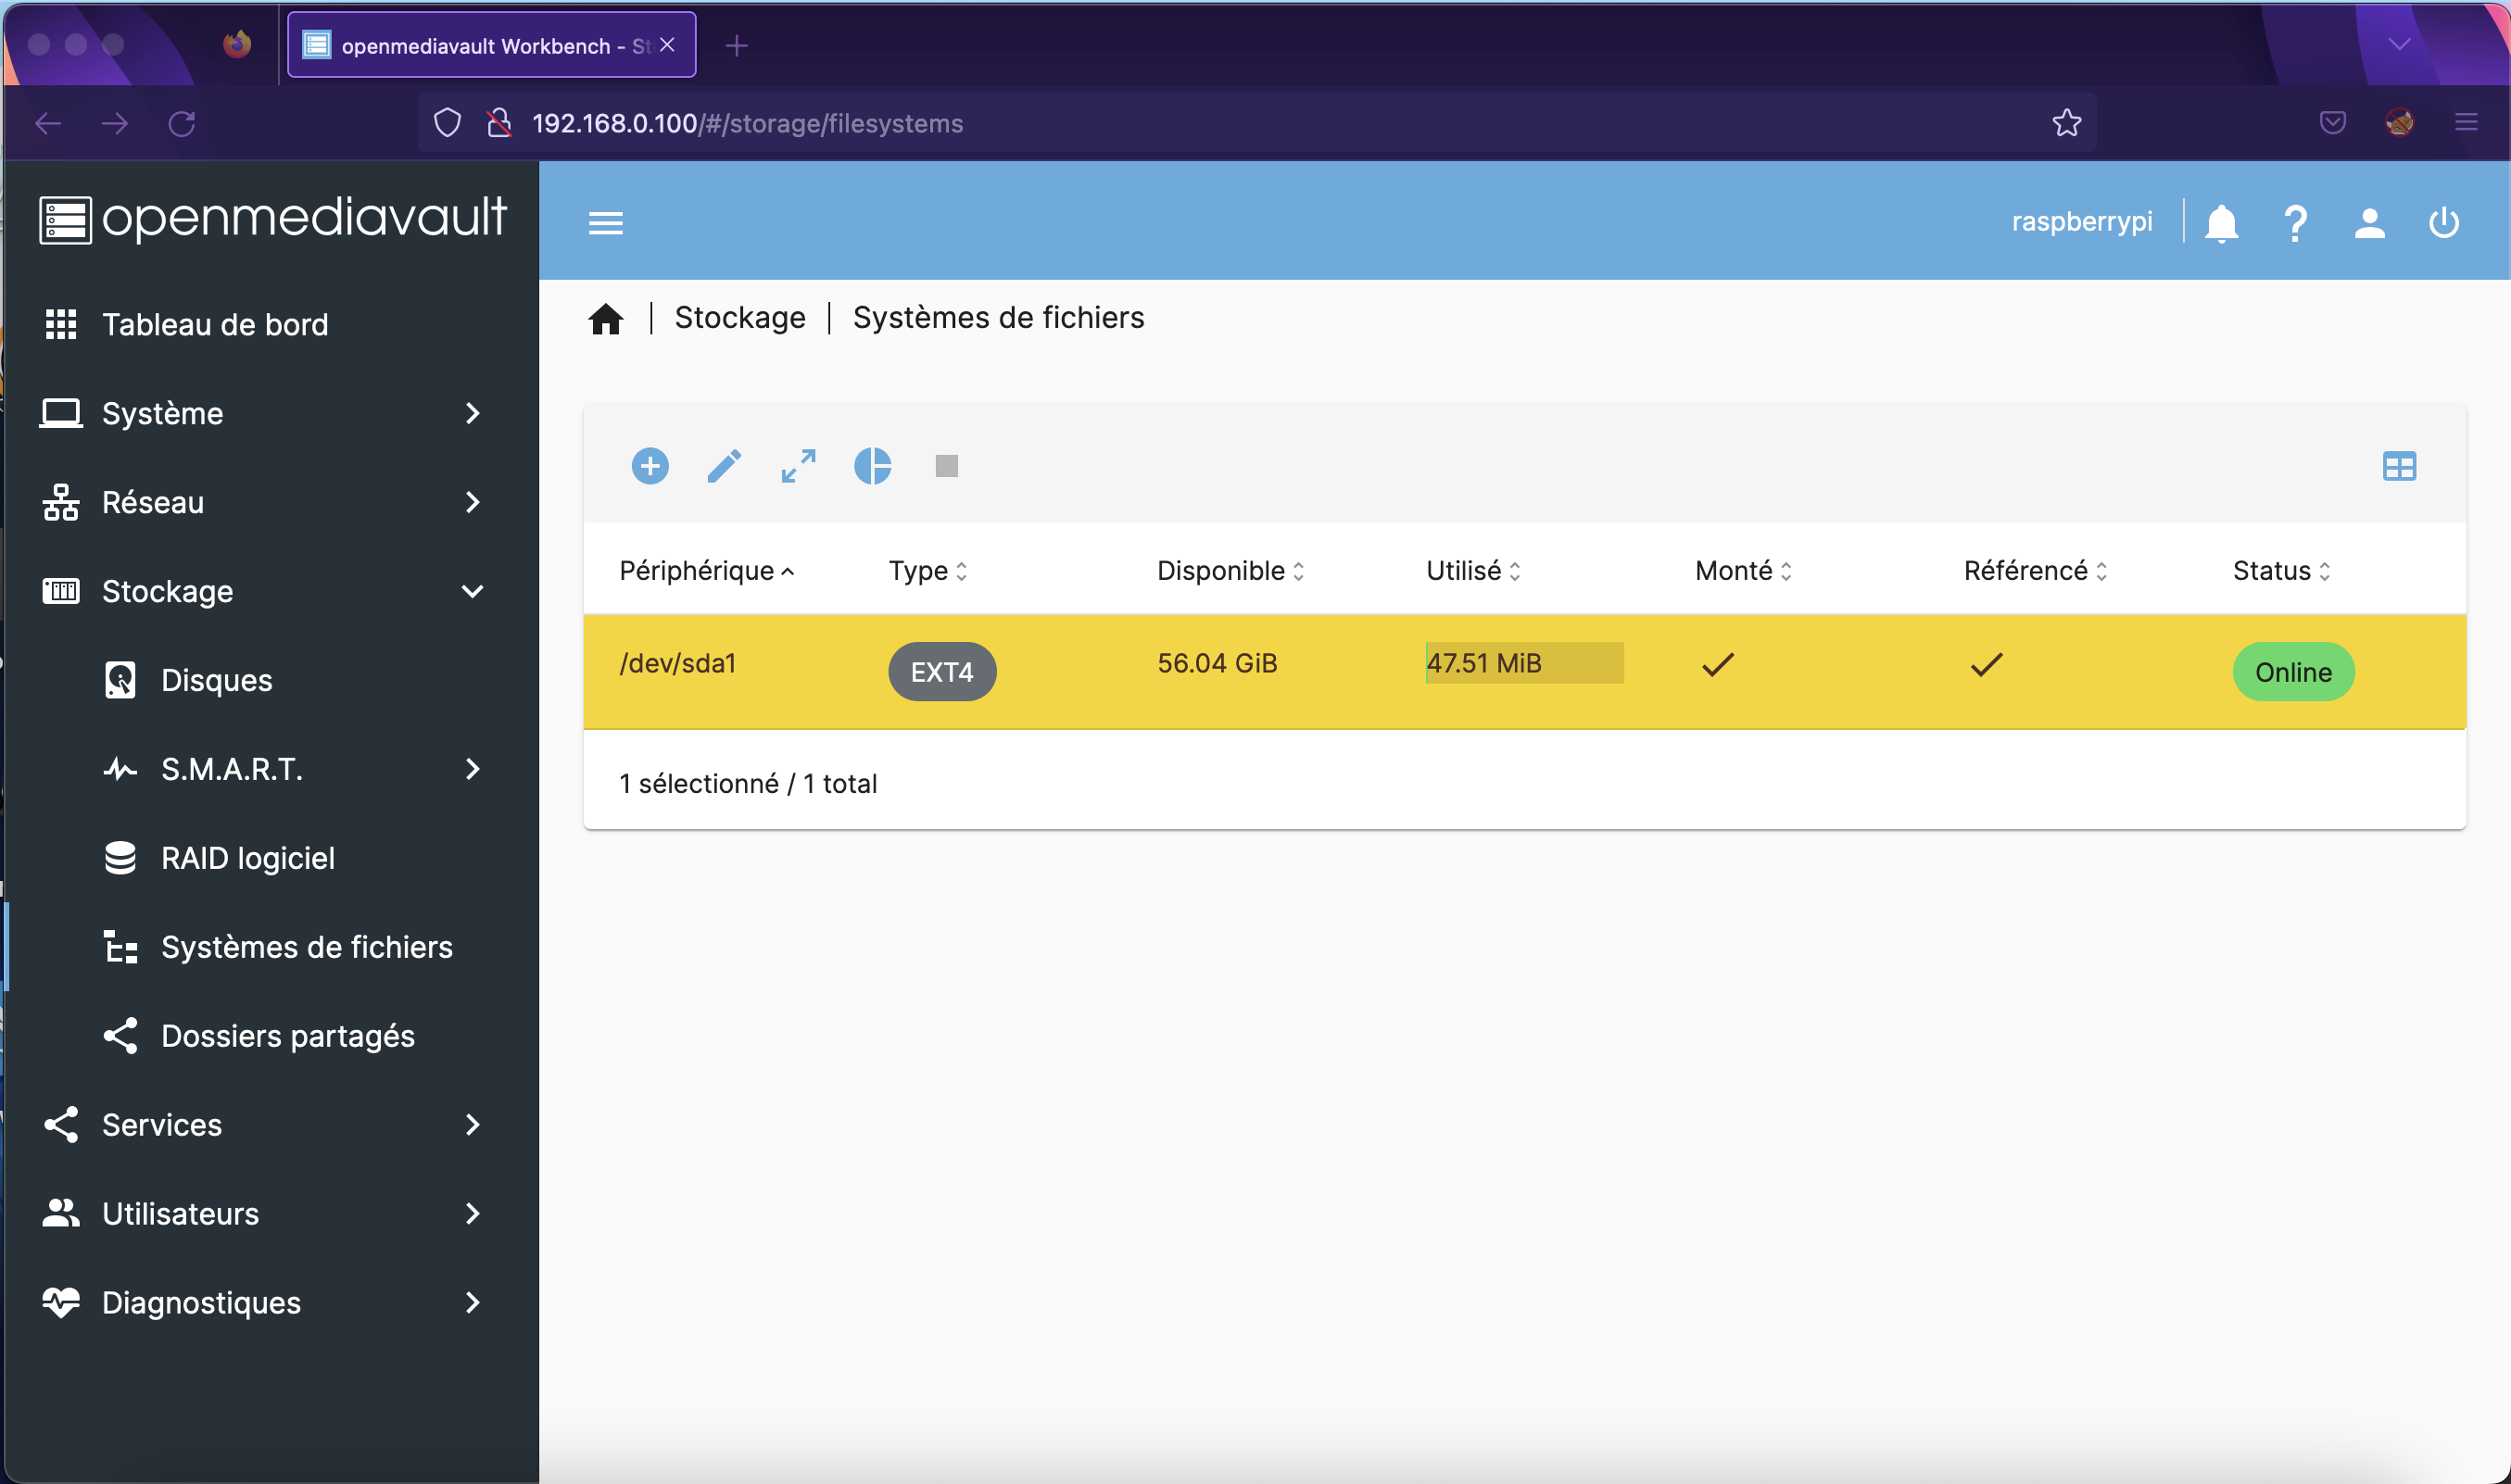 openmediavault Workbench - St
192.168.0.100/#/storage/filesystems
openmediavault
raspberrypi
Stockage | Systèmes de fichiers
Tableau de bord
Système
Réseau
Stockage
Disques
S.M.A.R.T.
RAID logiciel
Systèmes de fichiers
Dossiers partagés
Services
Utilisateurs
Diagnostiques
Périphérique Type Disponible Utilisé Monté Référencé Status
/dev/sda1 EXT4 56.04 GiB 47.51 MiB Online
1 sélectionné / 1 total